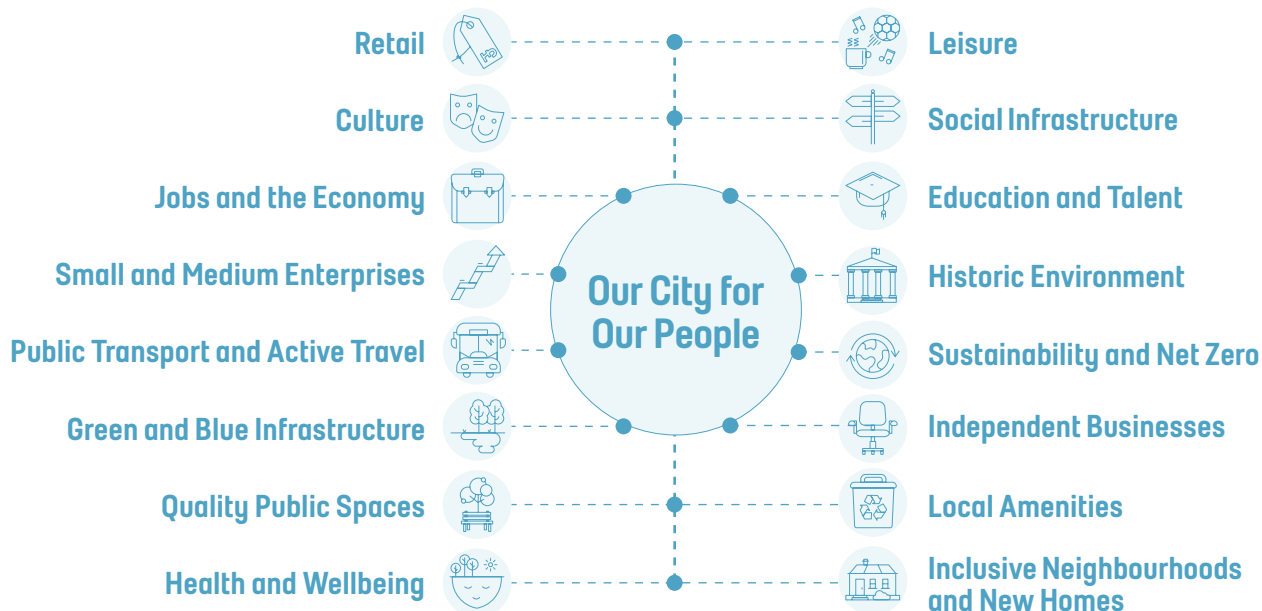 Retail
Leisure
Culture
Social Infrastructure
Jobs and the Economy
Education and Talent
Small and Medium Enterprises
Historic Environment
Our City for
Our People
Public Transport and Active Travel
Sustainability and Net Zero
Green and Blue Infrastructure
Independent Businesses
Quality Public Spaces
Local Amenities
Health and Wellbeing
Inclusive Neighbourhoods
and New Homes